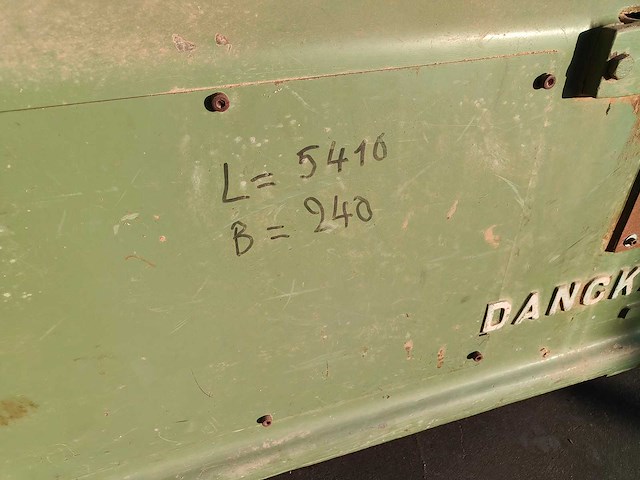 L = 5410
B = 240
DANCK